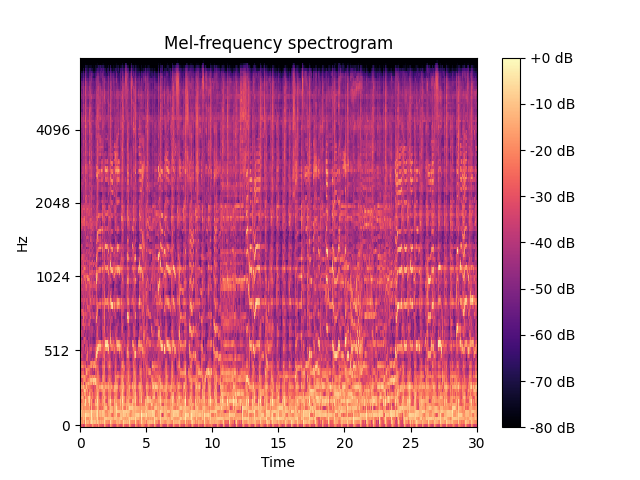 Mel-frequency spectrogram
+0 dB
-10 dB
-20 dB
-30 dB
-40 dB
-50 dB
-60 dB
-70 dB
-80 dB
Hz
4096
2048
1024
512
0
0 5 10 15 20 25 30
Time